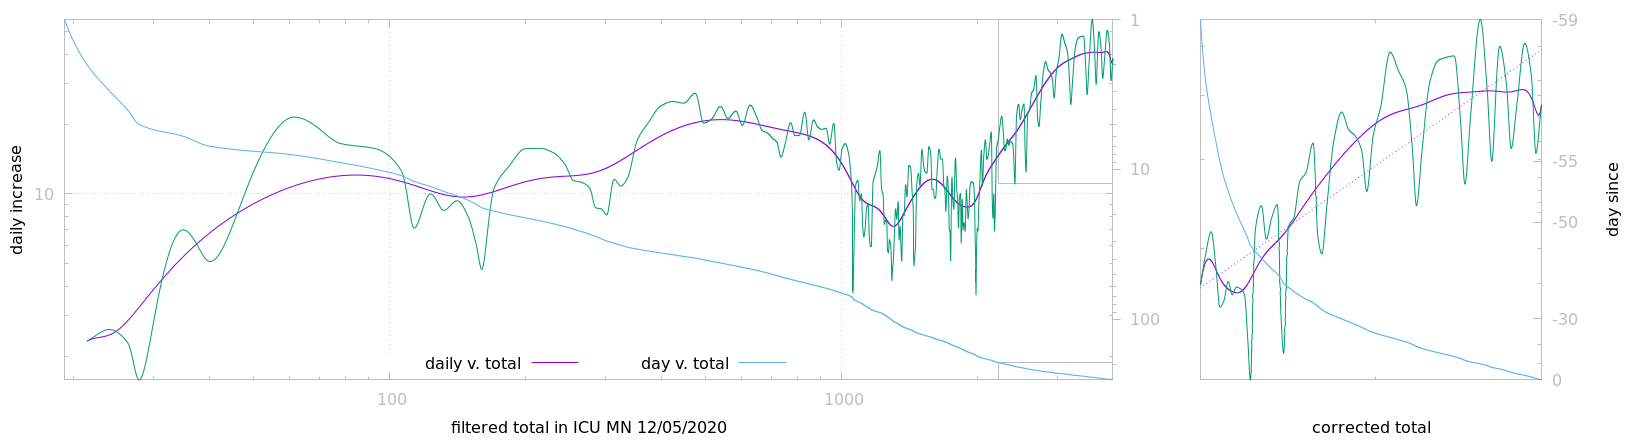 daily increase
10
1
10
100
daily v. total
day v. total
100
1000
filtered total in ICU MN 12/05/2020
-59
-55
-50
-30
0
day since
corrected total